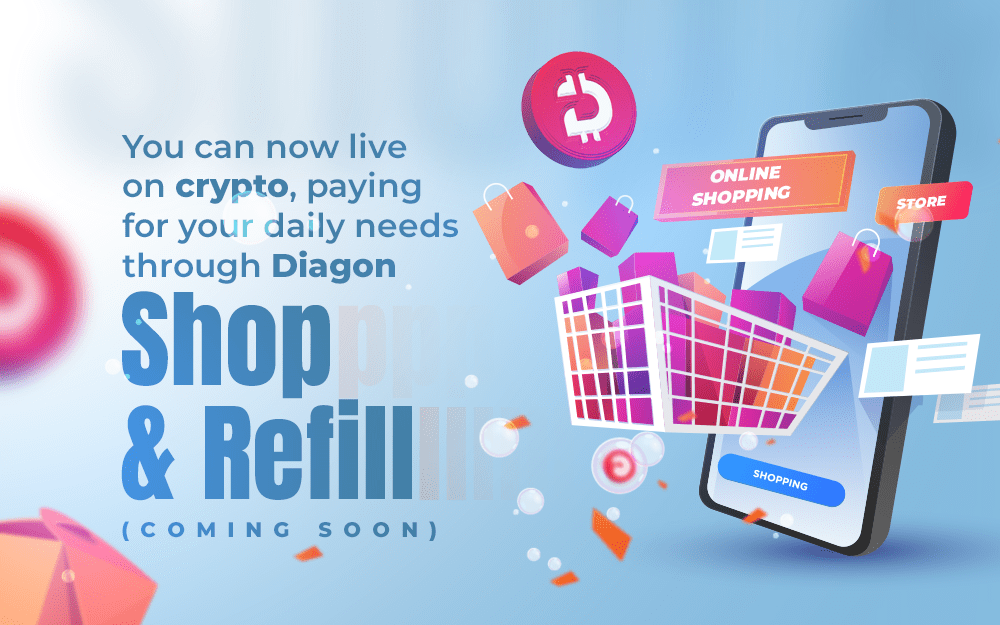 You can now live
on crypto, paying
for your daily needs
through Diagon
Shop
& Refill
(COMING SOON)
ONLINE
SHOPPING
STORE
SHOPPING